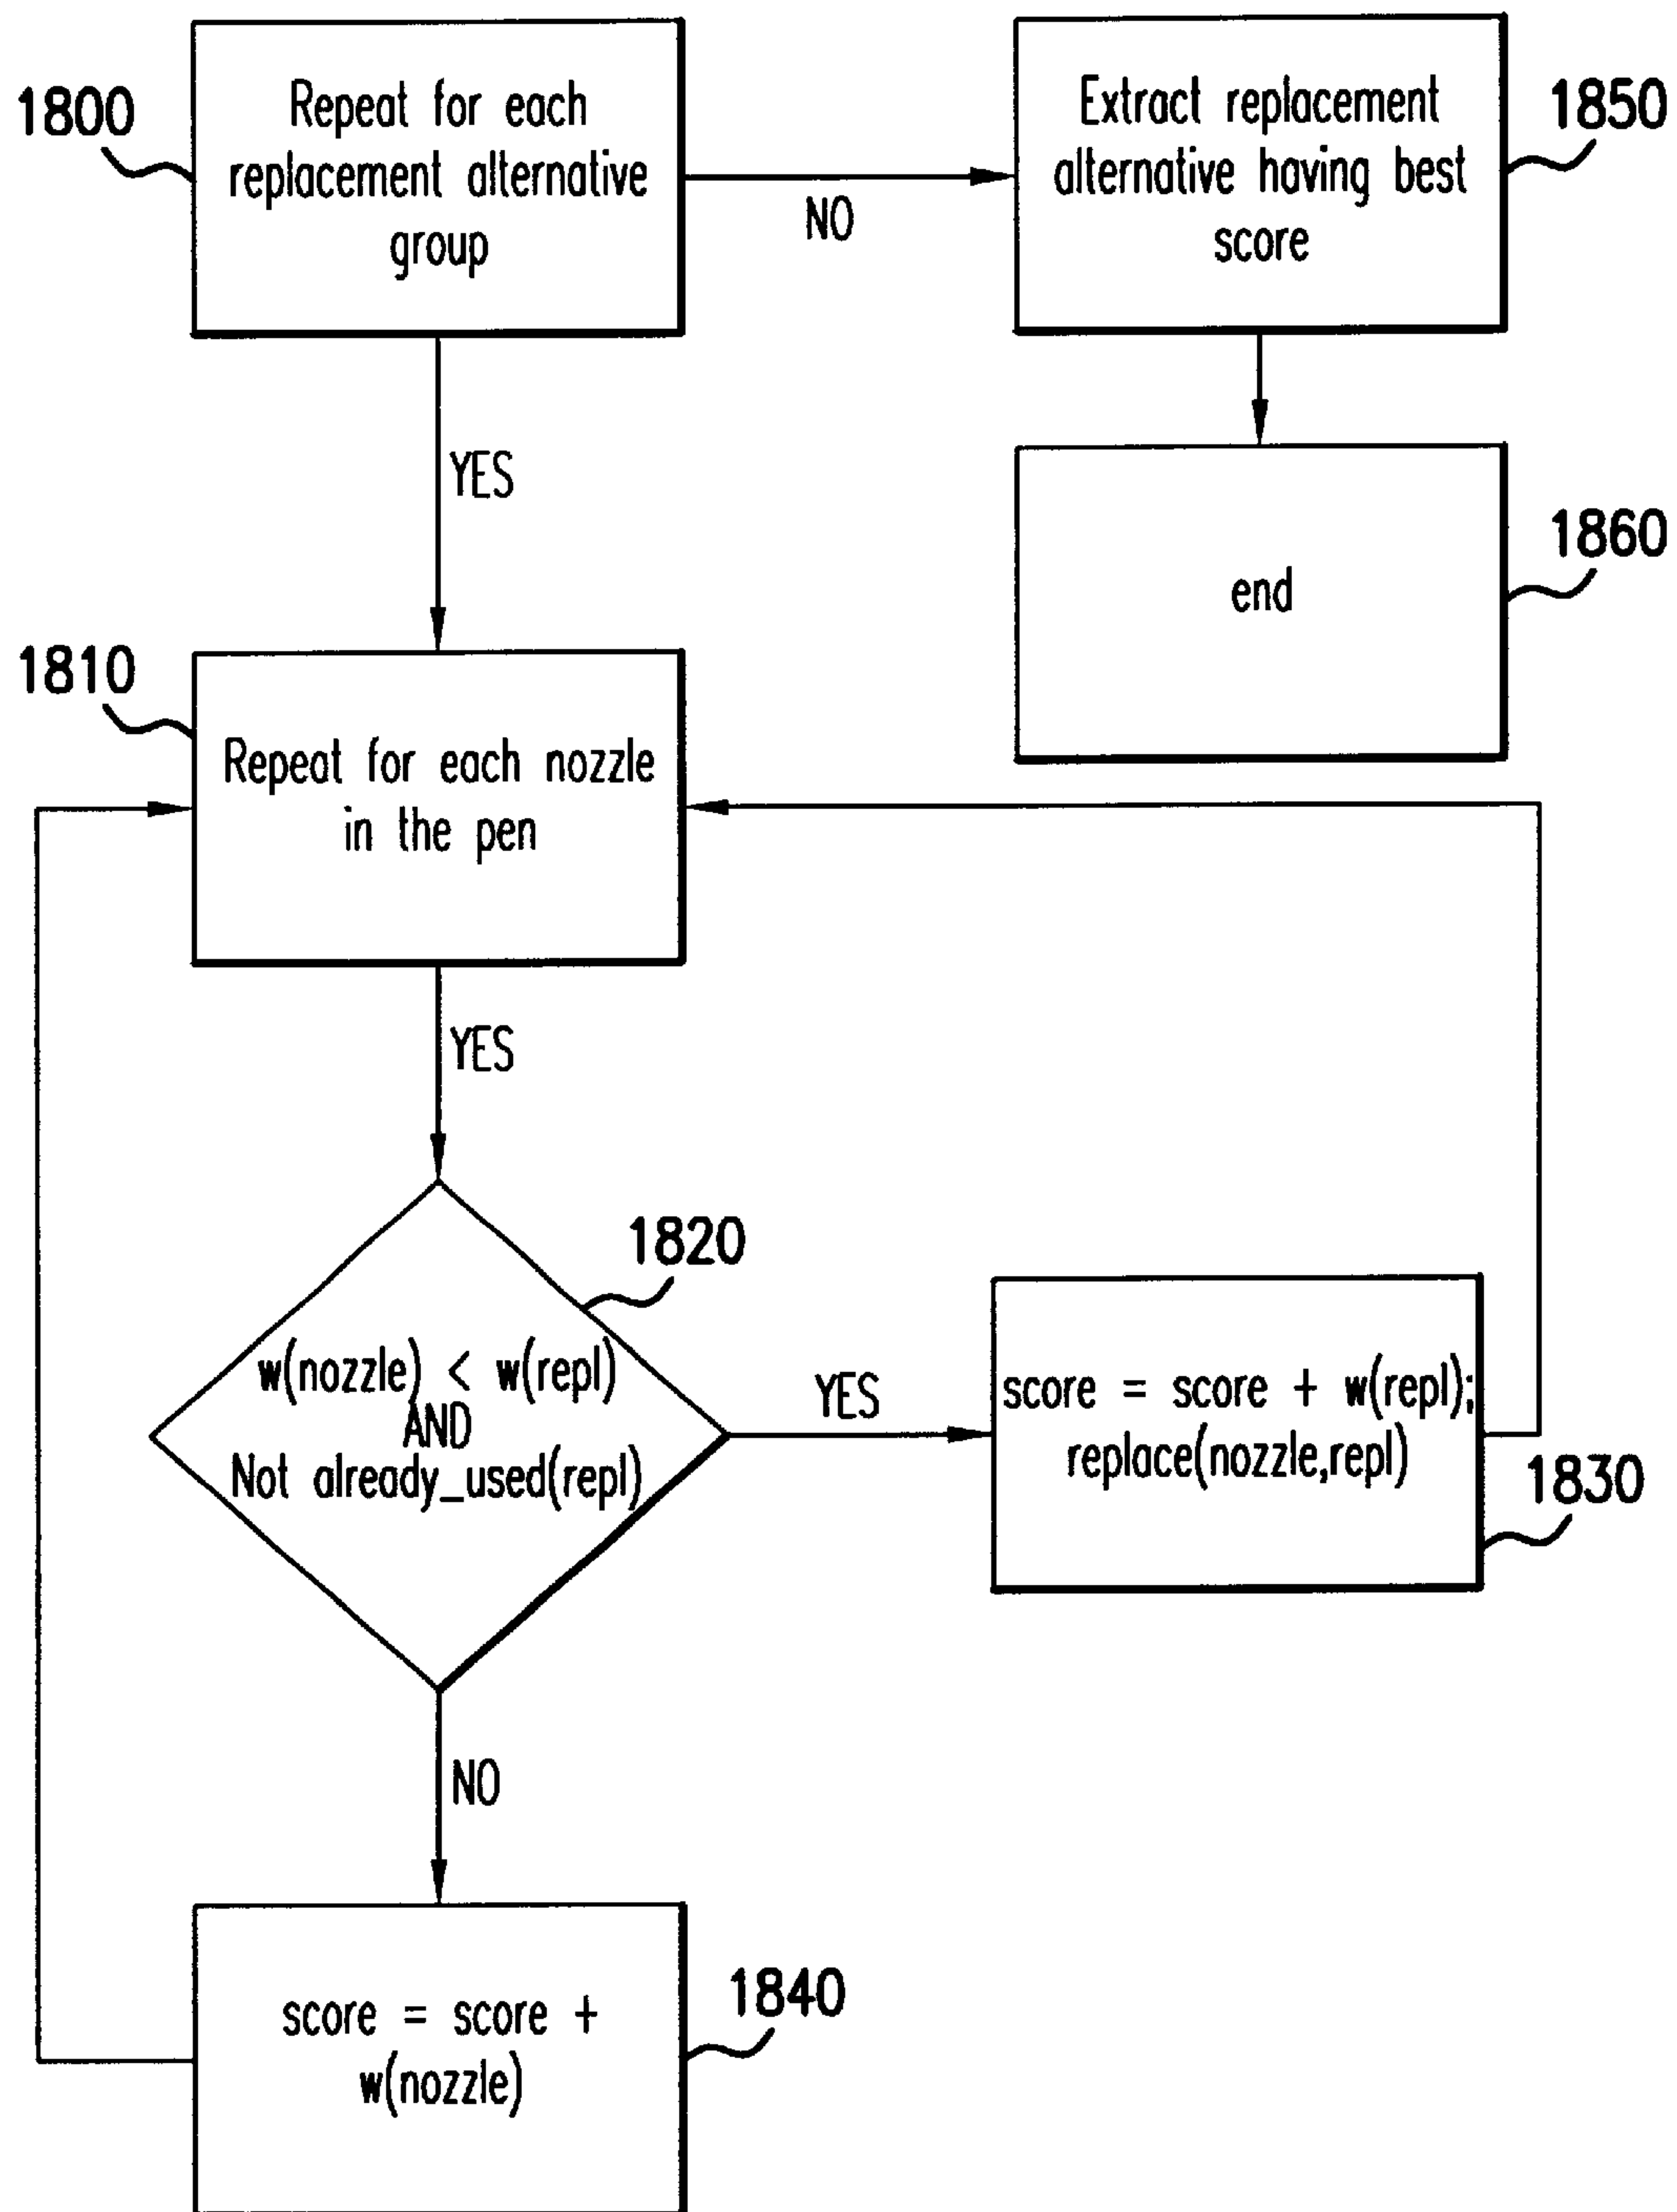 1800
Repeat for each
replacement alternative
group
NO
Extract replacement
alternative having best
score
1850
YES
end
1860
1810
Repeat for each nozzle
in the pen
YES
1820
w(nozzle) < w(repl)
AND
Not already_used(repl)
YES
score = score + w(repl);
replace(nozzle,repl)
1830
NO
score = score +
w(nozzle)
1840